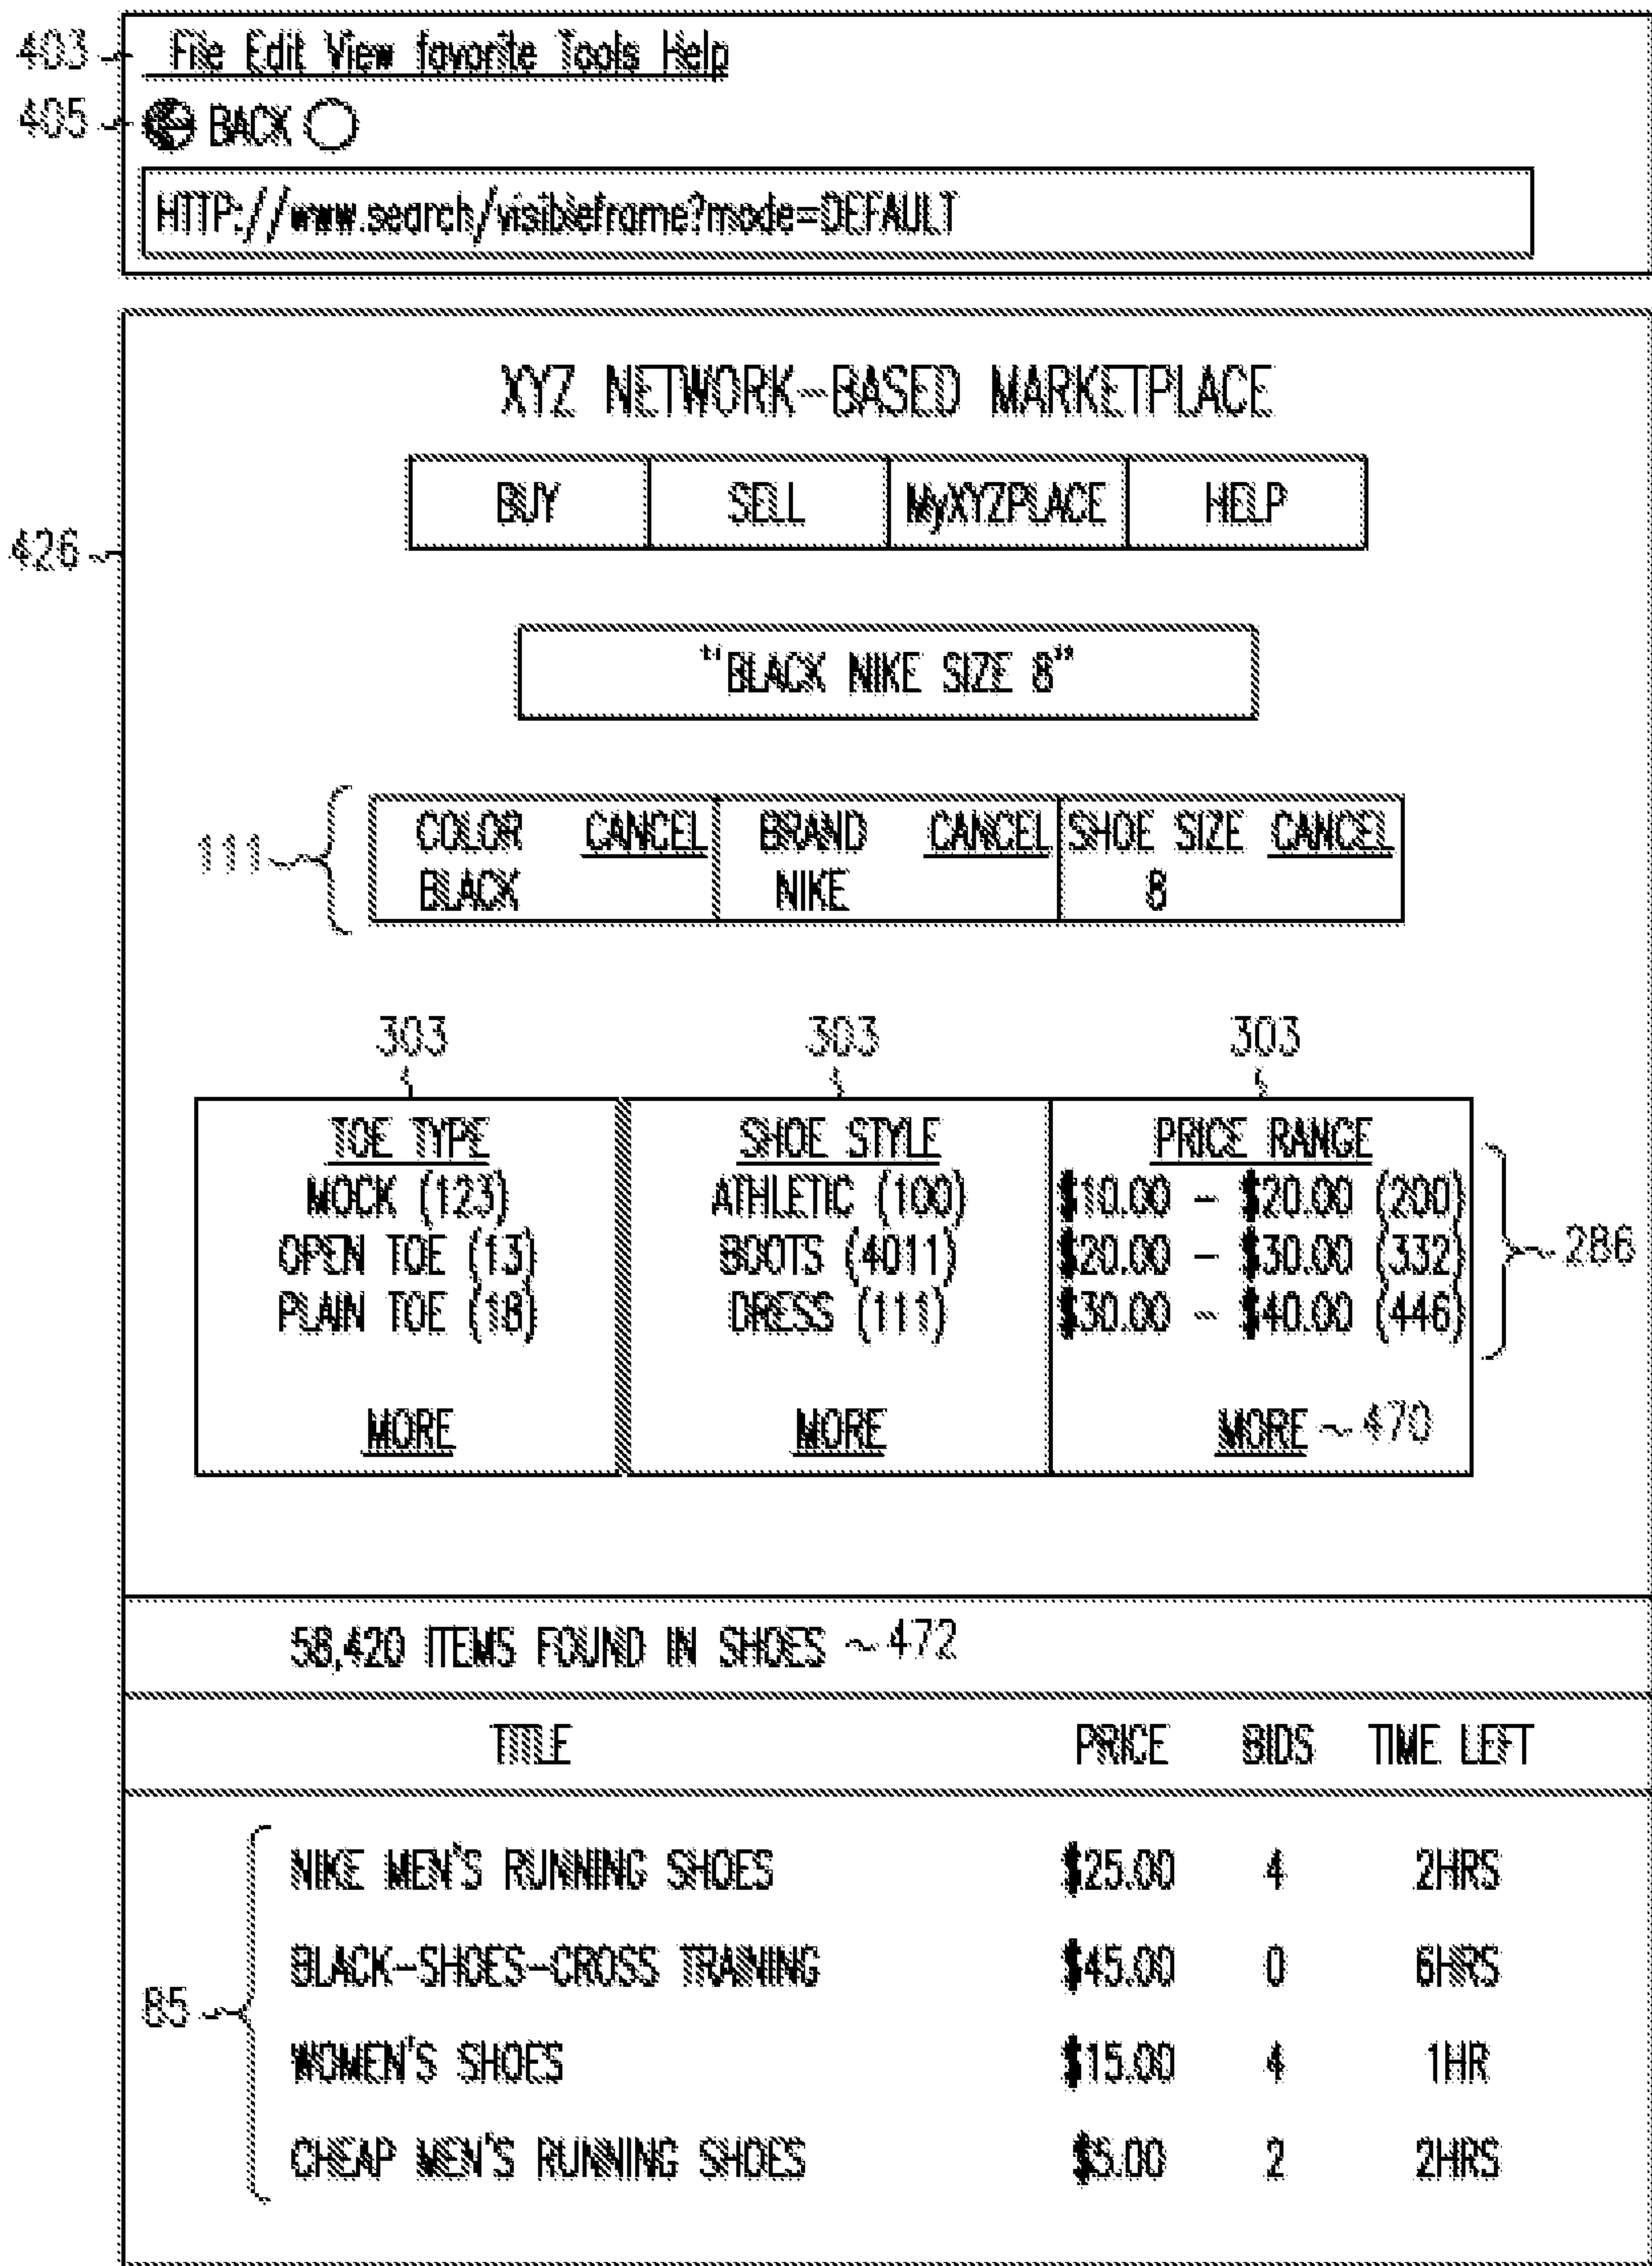 403
File Edit View favorite Tools Help
405
BACK
HTTP://www.search/visibleframe?mode=DEFAULT
XYZ NETWORK-BASED MARKETPLACE
BUY SELL MyXYZPLACE HELP
426
"BLACK NIKE SIZE 8"
111
COLOR CANCEL BRAND CANCEL SHOE SIZE CANCEL
BLACK NIKE 8
303 303 303
TOE TYPE SHOE STYLE PRICE RANGE
MOCK (123) ATHLETIC (100) $10.00 - $20.00 (200)
OPEN TOE (13) BOOTS (4011) $20.00 - $30.00 (332)
286
PLAIN TOE (18) DRESS (111) $30.00 - $40.00 (446)
MORE MORE MORE 470
58,420 ITEMS FOUND IN SHOES 472
TITLE PRICE BIDS TIME LEFT
NIKE MEN'S RUNNING SHOES $25.00 4 2HRS
BLACK-SHOES-CROSS TRAINING $45.00 0 6HRS
85
WOMEN'S SHOES $15.00 4 1HR
CHEAP MEN'S RUNNING SHOES $5.00 2 2HRS